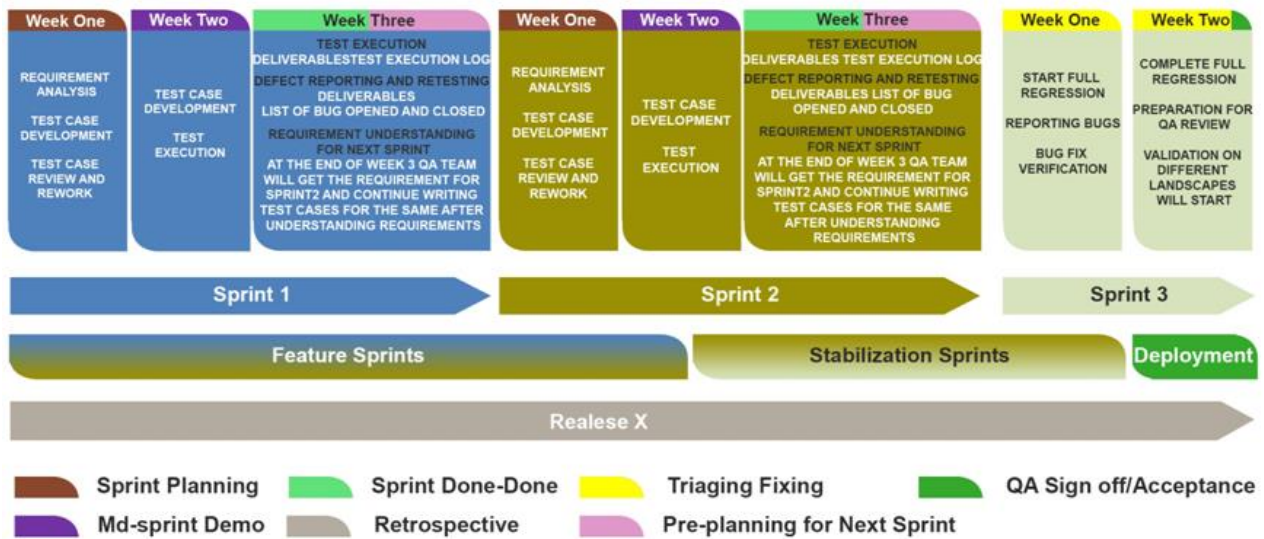 Week One
REQUIREMENT
ANALYSIS
TEST CASE
DEVELOPMENT
TEST CASE
REVIEW AND
REWORK
Week Two
TEST CASE
DEVELOPMENT
TEST
EXECUTION
Week Three
TEST EXECUTION
DELIVERABLESTEST EXECUTION LOG
DEFECT REPORTING AND RETESTING
DELIVERABLES
LIST OF BUG OPENED AND CLOSED
REQUIREMENT UNDERSTANDING
FOR NEXT SPRINT
AT THE END OF WEEK 3 QA TEAM
WILL GET THE REQUIREMENT FOR
SPRINT2 AND CONTINUE WRITING
TEST CASES FOR THE SAME AFTER
UNDERSTANDING REQUIREMENTS
Week One
REQUIREMENT
ANALYSIS
TEST CASE
DEVELOPMENT
TEST CASE
REVIEW AND
REWORK
Week Two
TEST CASE
DEVELOPMENT
TEST
EXECUTION
Week Three
TEST EXECUTION
DELIVERABLES TEST EXECUTION LOG
DEFECT REPORTING AND RETESTING
DELIVERABLES LIST OF BUG
OPENED AND CLOSED
REQUIREMENT UNDERSTANDING
FOR NEXT SPRINT
AT THE END OF WEEK 3 QA TEAM
WILL GET THE REQUIREMENT FOR
SPRINT2 AND CONTINUE WRITING
TEST CASES FOR THE SAME
AFTER UNDERSTANDING
REQUIREMENTS
Week One
START FULL
REGRESSION
REPORTING BUGS
BUG FIX
VERIFICATION
Week Two
COMPLETE FULL
REGRESSION
PREPARATION FOR
QA REVIEW
VALIDATION ON
DIFFERENT
LANDSCAPES
WILL START
Sprint 1
Sprint 2
Sprint 3
Feature Sprints
Stabilization Sprints
Deployment
Realese X
Sprint Planning
Sprint Done-Done
Triaging Fixing
QA Sign off/Acceptance
Md-sprint Demo
Retrospective
Pre-planning for Next Sprint